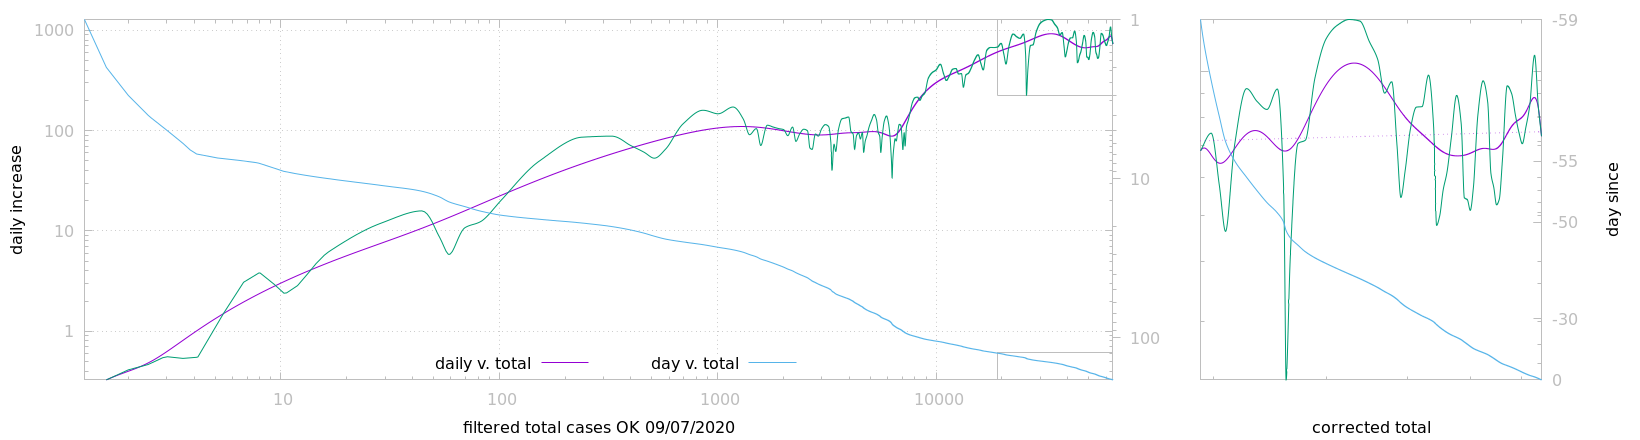 1000
100
10
1
daily increase
10
100
1000
10000
filtered total cases OK 09/07/2020
daily v. total
day v. total
1
10
100
-59
-55
-50
-30
0
day since
corrected total